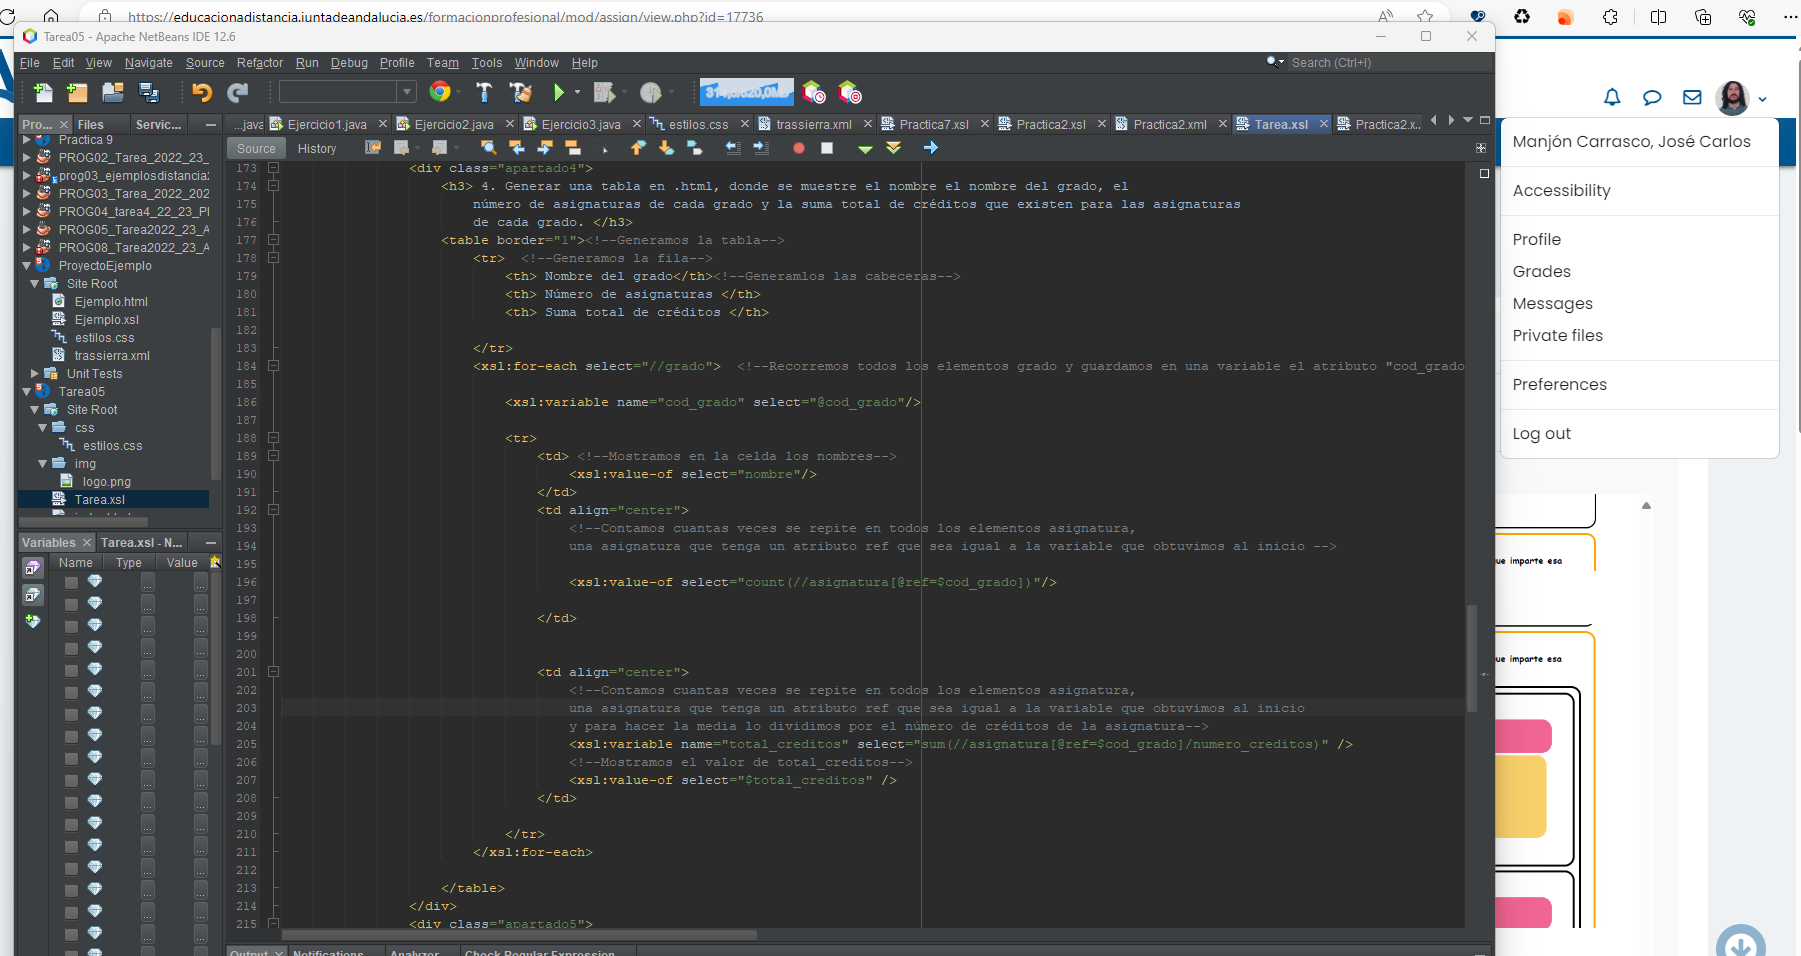 https://educacionadistancia.juntadeandalucia.es/formacionprofesional/mod/assign/view.php?id=17736
Tarea05 - Apache NetBeans IDE 12.6
File Edit View Navigate Source Refactor Run Debug Profile Team Tools Window Help
Search (Ctrl+I)
Pro... Files Servic...
...java Ejercicio1.java Ejercicio2.java Ejercicio3.java estilos.css trassierra.xml Practica7.xsl Practica2.xsl Practica2.xml Tarea.xsl Practica2.x..
Source History
Practica 9
PROG02_Tarea_2022_23_
prog03_ejemplosdistancia
PROG03_Tarea_2022_202
PROG04_tarea4_22_23_Pl
PROG05_Tarea2022_23_A
PROG08_Tarea2022_23_A
ProyectoEjemplo
Site Root
Ejemplo.html
Ejemplo.xsl
estilos.css
trassierra.xml
Unit Tests
Tarea05
Site Root
css
estilos.css
img
logo.png
Tarea.xsl
Variables Tarea.xsl - N...
Name Type Value
173 <div class="apartado4">
174 <h3> 4. Generar una tabla en .html, donde se muestre el nombre el nombre del grado, el
175 número de asignaturas de cada grado y la suma total de créditos que existen para las asignaturas
176 de cada grado. </h3>
177 <table border="1"><!--Generamos la tabla-->
178 <tr> <!--Generamos la fila-->
179 <th> Nombre del grado</th><!--Generamlos las cabeceras-->
180 <th> Número de asignaturas </th>
181 <th> Suma total de créditos </th>
182
183 </tr>
184 <xsl:for-each select="//grado"> <!--Recorremos todos los elementos grado y guardamos en una variable el atributo "cod_grado
185
186 <xsl:variable name="cod_grado" select="@cod_grado"/>
187
188 <tr>
189 <td> <!--Mostramos en la celda los nombres-->
190 <xsl:value-of select="nombre"/>
191 </td>
192 <td align="center">
193 <!--Contamos cuantas veces se repite en todos los elementos asignatura,
194 una asignatura que tenga un atributo ref que sea igual a la variable que obtuvimos al inicio -->
195
196 <xsl:value-of select="count(//asignatura[@ref=$cod_grado])"/>
197
198 </td>
199
200
201 <td align="center">
202 <!--Contamos cuantas veces se repite en todos los elementos asignatura,
203 una asignatura que tenga un atributo ref que sea igual a la variable que obtuvimos al inicio
204 y para hacer la media lo dividimos por el número de créditos de la asignatura-->
205 <xsl:variable name="total_creditos" select="sum(//asignatura[@ref=$cod_grado]/numero_creditos)" />
206 <!--Mostramos el valor de total_creditos-->
207 <xsl:value-of select="$total_creditos" />
208 </td>
209
210 </tr>
211 </xsl:for-each>
212
213 </table>
214 </div>
215 <div class="apartado5">
Output Notifications Analyzer Check Regular Expression
Manjón Carrasco, José Carlos
Accessibility
Profile
Grades
Messages
Private files
Preferences
Log out
ue imparte esa
ue imparte esa